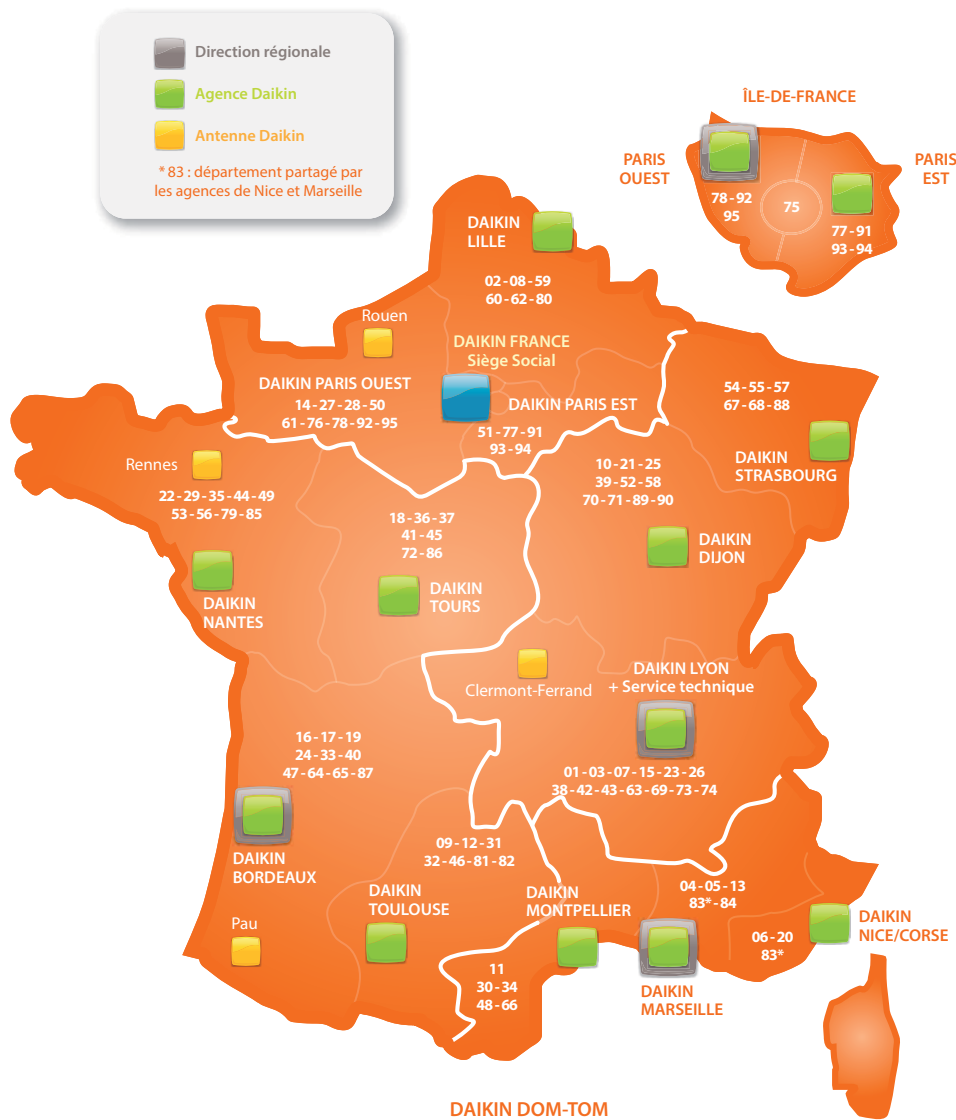 Direction régionale
Agence Daikin
Antenne Daikin
* 83 : département partagé par
les agences de Nice et Marseille
ÎLE-DE-FRANCE
PARIS
OUEST
PARIS
EST
78 - 92
95
75
77 - 91
93 - 94
DAIKIN
LILLE
02 - 08 - 59
60 - 62 - 80
Rouen
DAIKIN FRANCE
Siège Social
DAIKIN PARIS OUEST
14 - 27 - 28 - 50
61 - 76 - 78 - 92 - 95
DAIKIN PARIS EST
51 - 77 - 91
93 - 94
54 - 55 - 57
67 - 68 - 88
DAIKIN
STRASBOURG
Rennes
22 - 29 - 35 - 44 - 49
53 - 56 - 79 - 85
10 - 21 - 25
39 - 52 - 58
70 - 71 - 89 - 90
18 - 36 - 37
41 - 45
72 - 86
DAIKIN
DIJON
DAIKIN
NANTES
DAIKIN
TOURS
Clermont-Ferrand
DAIKIN LYON
+ Service technique
16 - 17 - 19
24 - 33 - 40
47 - 64 - 65 - 87
01 - 03 - 07 - 15 - 23 - 26
38 - 42 - 43 - 63 - 69 - 73 - 74
DAIKIN
BORDEAUX
09 - 12 - 31
32 - 46 - 81 - 82
DAIKIN
TOULOUSE
DAIKIN
MONTPELLIER
04 - 05 - 13
83* - 84
Pau
06 - 20
83*
DAIKIN
NICE/CORSE
11
30 - 34
48 - 66
DAIKIN
MARSEILLE
DAIKIN DOM-TOM